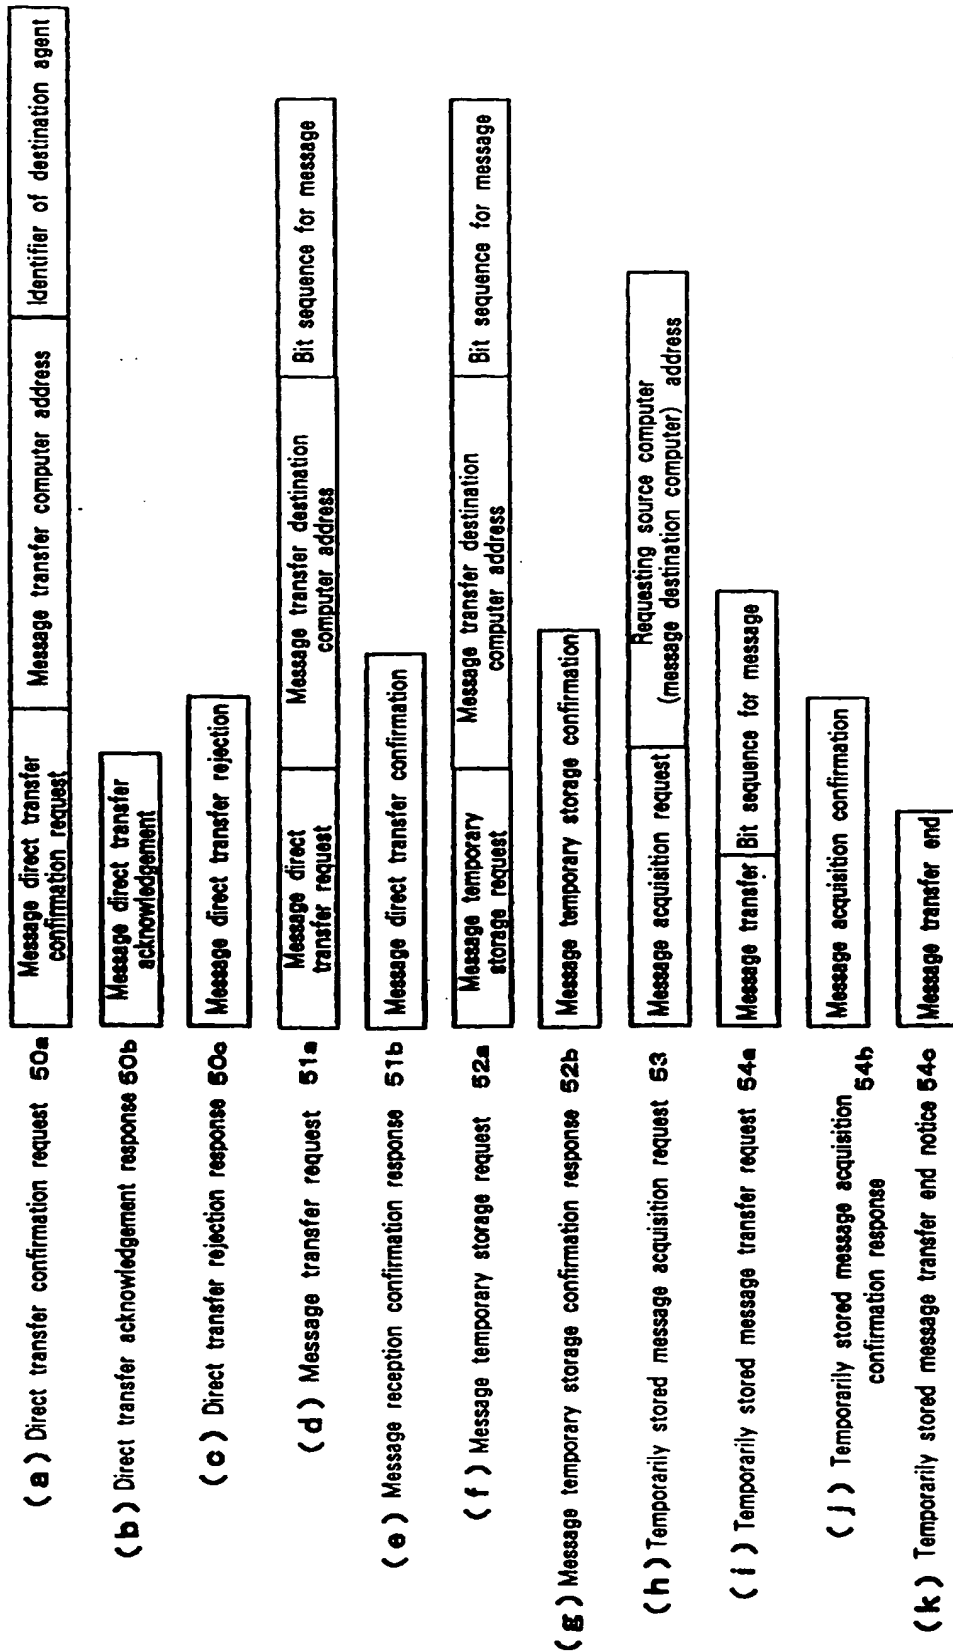 (a) Direct transfer confirmation request 50a
Message direct transfer
confirmation request
Message transfer computer address
Identifier of destination agent
(b) Direct transfer acknowledgement response 50b
Message direct transfer
acknowledgement
(c) Direct transfer rejection response 50c
Message direct transfer rejection
(d) Message transfer request 51a
Message direct
transfer request
Message transfer destination
computer address
Bit sequence for message
(e) Message reception confirmation response 51b
Message direct transfer confirmation
(f) Message temporary storage request 52a
Message temporary
storage request
Message transfer destination
computer address
Bit sequence for message
(g) Message temporary storage confirmation response 52b
Message temporary storage confirmation
(h) Temporarily stored message acquisition request 53
Message acquisition request
Requesting source computer
(message destination computer) address
(i) Temporarily stored message transfer request 54a
Message transfer
Bit sequence for message
(j) Temporarily stored message acquisition
confirmation response
54b
Message acquisition confirmation
(k) Temporarily stored message transfer end notice 54c
Message transfer end